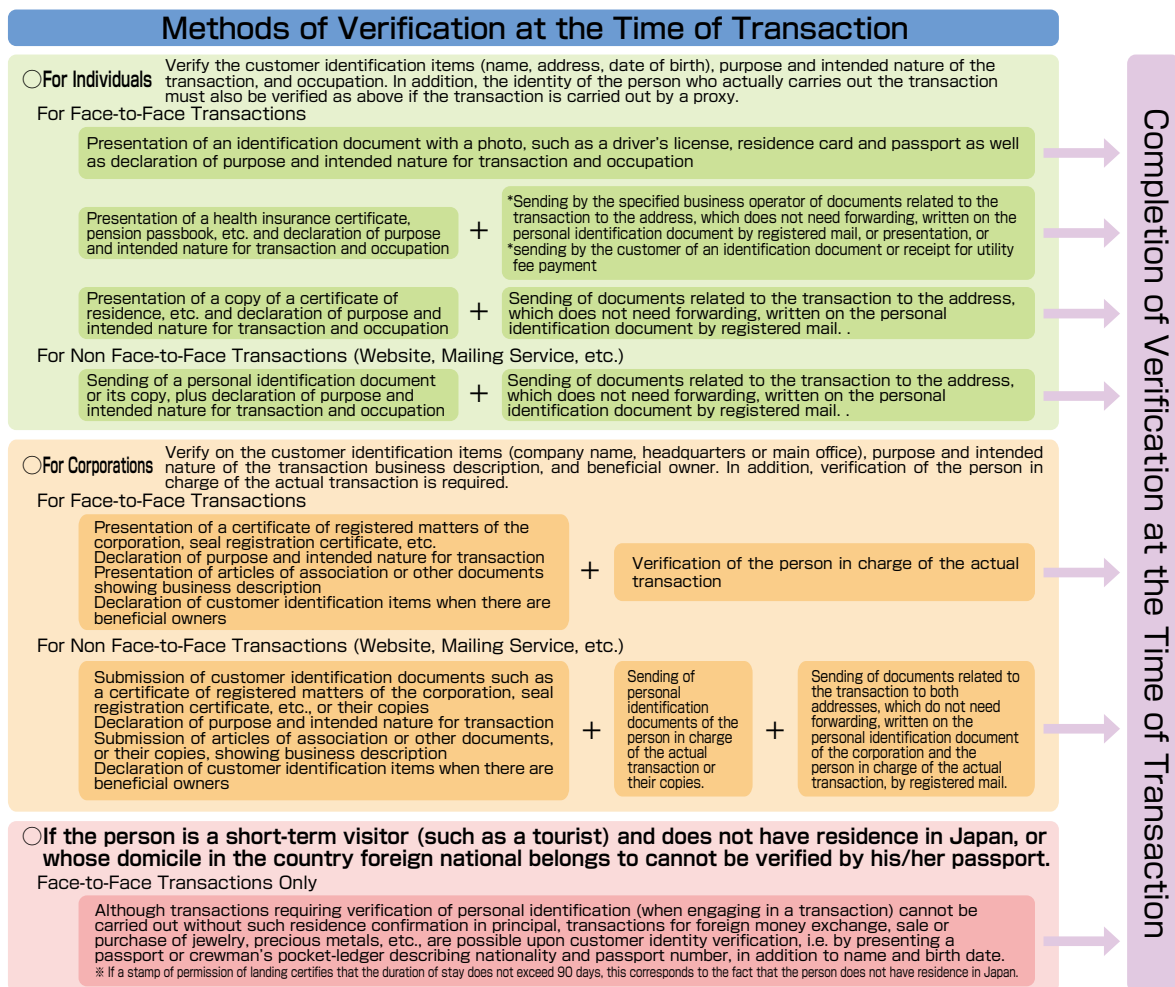 Methods of Verification at the Time of Transaction
○For Individuals
Verify the customer identification items (name, address, date of birth), purpose and intended nature of the
transaction, and occupation. In addition, the identity of the person who actually carries out the transaction
must also be verified as above if the transaction is carried out by a proxy.
For Face-to-Face Transactions
Presentation of an identification document with a photo, such as a driver's license, residence card and passport as well
as declaration of purpose and intended nature for transaction and occupation
Presentation of a health insurance certificate,
pension passbook, etc. and declaration of purpose
and intended nature for transaction and occupation
+
*Sending by the specified business operator of documents related to the
transaction to the address, which does not need forwarding, written on the
personal identification document by registered mail, or presentation, or
*sending by the customer of an identification document or receipt for utility
fee payment
Presentation of a copy of a certificate of
residence, etc. and declaration of purpose and
intended nature for transaction and occupation
+
Sending of documents related to the transaction to the address,
which does not need forwarding, written on the personal
identification document by registered mail. .
For Non Face-to-Face Transactions (Website, Mailing Service, etc.)
Sending of a personal identification document
or its copy, plus declaration of purpose and
intended nature for transaction and occupation
+
Sending of documents related to the transaction to the address,
which does not need forwarding, written on the personal
identification document by registered mail. .
○For Corporations
Verify on the customer identification items (company name, headquarters or main office), purpose and intended
nature of the transaction business description, and beneficial owner. In addition, verification of the person in
charge of the actual transaction is required.
For Face-to-Face Transactions
Presentation of a certificate of registered matters of the
corporation, seal registration certificate, etc.
Declaration of purpose and intended nature for transaction
Presentation of articles of association or other documents
showing business description
Declaration of customer identification items when there are
beneficial owners
+
Verification of the person in charge of the actual
transaction
For Non Face-to-Face Transactions (Website, Mailing Service, etc.)
Submission of customer identification documents such as
a certificate of registered matters of the corporation, seal
registration certificate, etc., or their copies
Declaration of purpose and intended nature for transaction
Submission of articles of association or other documents,
or their copies, showing business description
Declaration of customer identification items when there are
beneficial owners
+
Sending of
personal
identification
documents of the
person in charge
of the actual
transaction or
their copies.
+
Sending of documents related to
the transaction to both
addresses, which do not need
forwarding, written on the
personal identification document
of the corporation and the
person in charge of the actual
transaction, by registered mail.
○If the person is a short-term visitor (such as a tourist) and does not have residence in Japan, or
whose domicile in the country foreign national belongs to cannot be verified by his/her passport.
Face-to-Face Transactions Only
Although transactions requiring verification of personal identification (when engaging in a transaction) cannot be
carried out without such residence confirmation in principal, transactions for foreign money exchange, sale or
purchase of jewelry, precious metals, etc., are possible upon customer identity verification, i.e. by presenting a
passport or crewman's pocket-ledger describing nationality and passport number, in addition to name and birth date.
※ If a stamp of permission of landing certifies that the duration of stay does not exceed 90 days, this corresponds to the fact that the person does not have residence in Japan.
Completion of Verification at the Time of Transaction